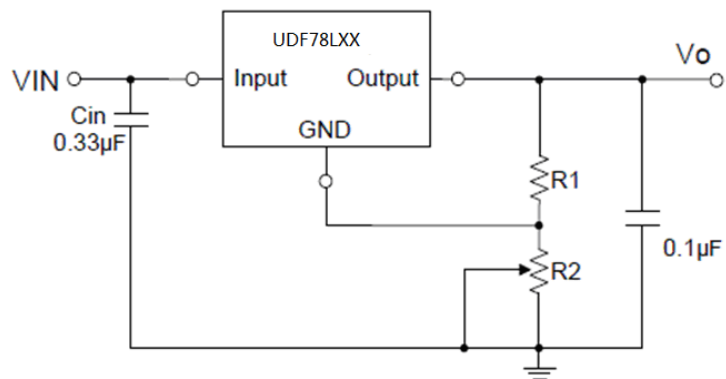 UDF78LXX
VIN
Input
Output
Vo
Cin
0.33µF
GND
R1
R2
0.1µF